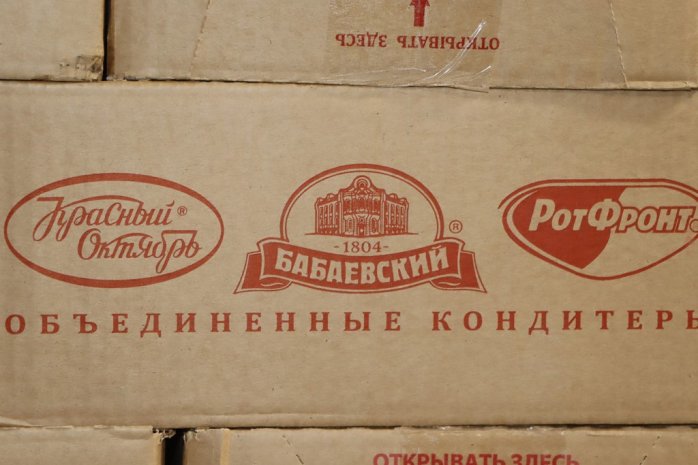 ОТКРЫВАТЬ ЗДЕСЬ
Красный®
Октябрь
-1804-
БАБАЕВСКИЙ®
РотФронт
ОБЪЕДИНЕННЫЕ КОНДИТЕРЫ
ОТКРЫВАТЬ ЗДЕСЬ